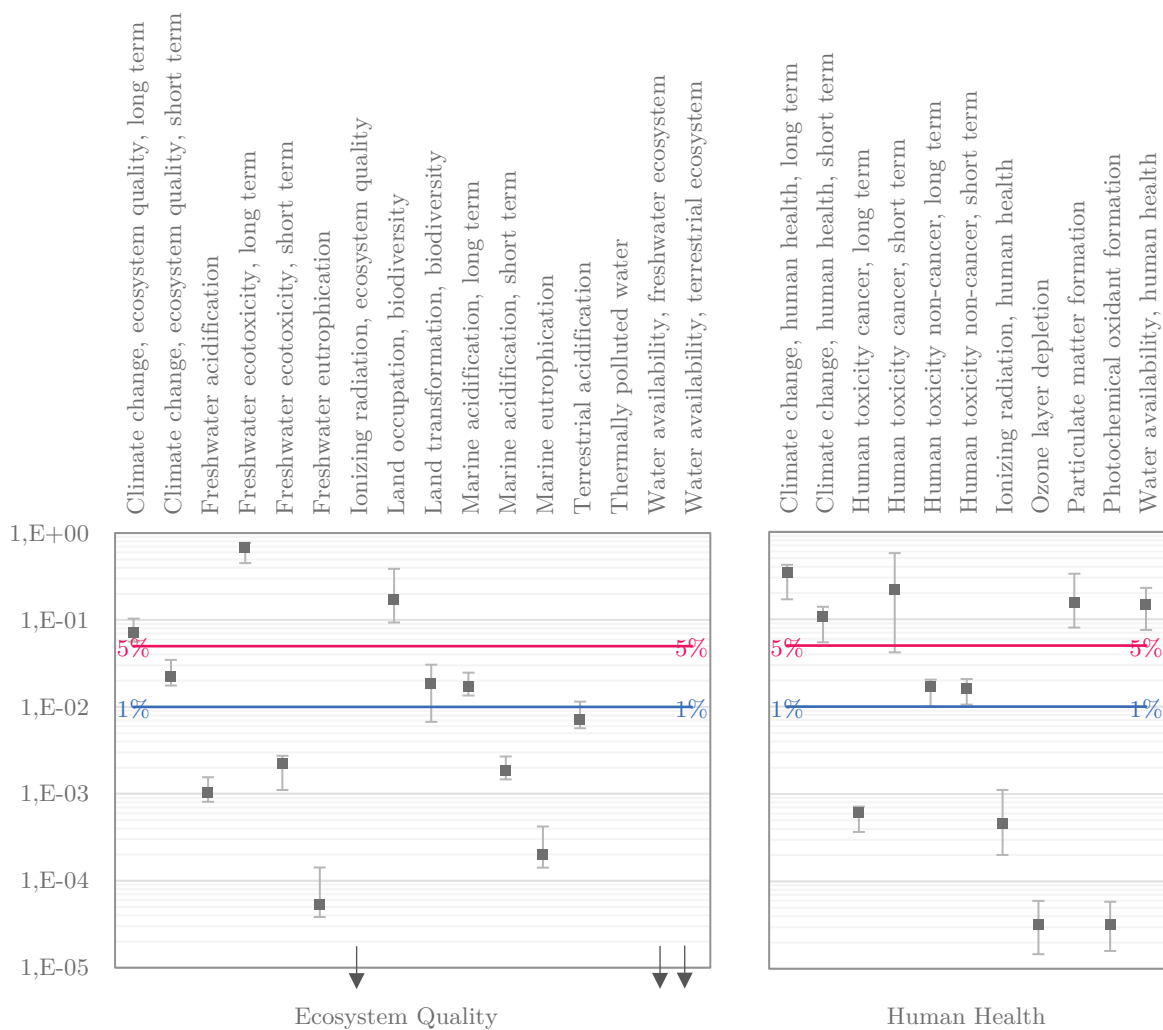 Climate change, ecosystem quality, long term
Climate change, ecosystem quality, short term
Freshwater acidification
Freshwater ecotoxicity, long term
Freshwater ecotoxicity, short term
Freshwater eutrophication
Ionizing radiation, ecosystem quality
Land occupation, biodiversity
Land transformation, biodiversity
Marine acidification, long term
Marine acidification, short term
Marine eutrophication
Terrestrial acidification
Thermally polluted water
Water availability, freshwater ecosystem
Water availability, terrestrial ecosystem
Climate change, human health, long term
Climate change, human health, short term
Human toxicity cancer, long term
Human toxicity cancer, short term
Human toxicity non-cancer, long term
Human toxicity non-cancer, short term
Ionizing radiation, human health
Ozone layer depletion
Particulate matter formation
Photochemical oxidant formation
Water availability, human health
1,E+00
1,E-01
5% 5% 5% 5%
1,E-02
1% 1% 1% 1%
1,E-03
1,E-04
1,E-05
Ecosystem Quality
Human Health